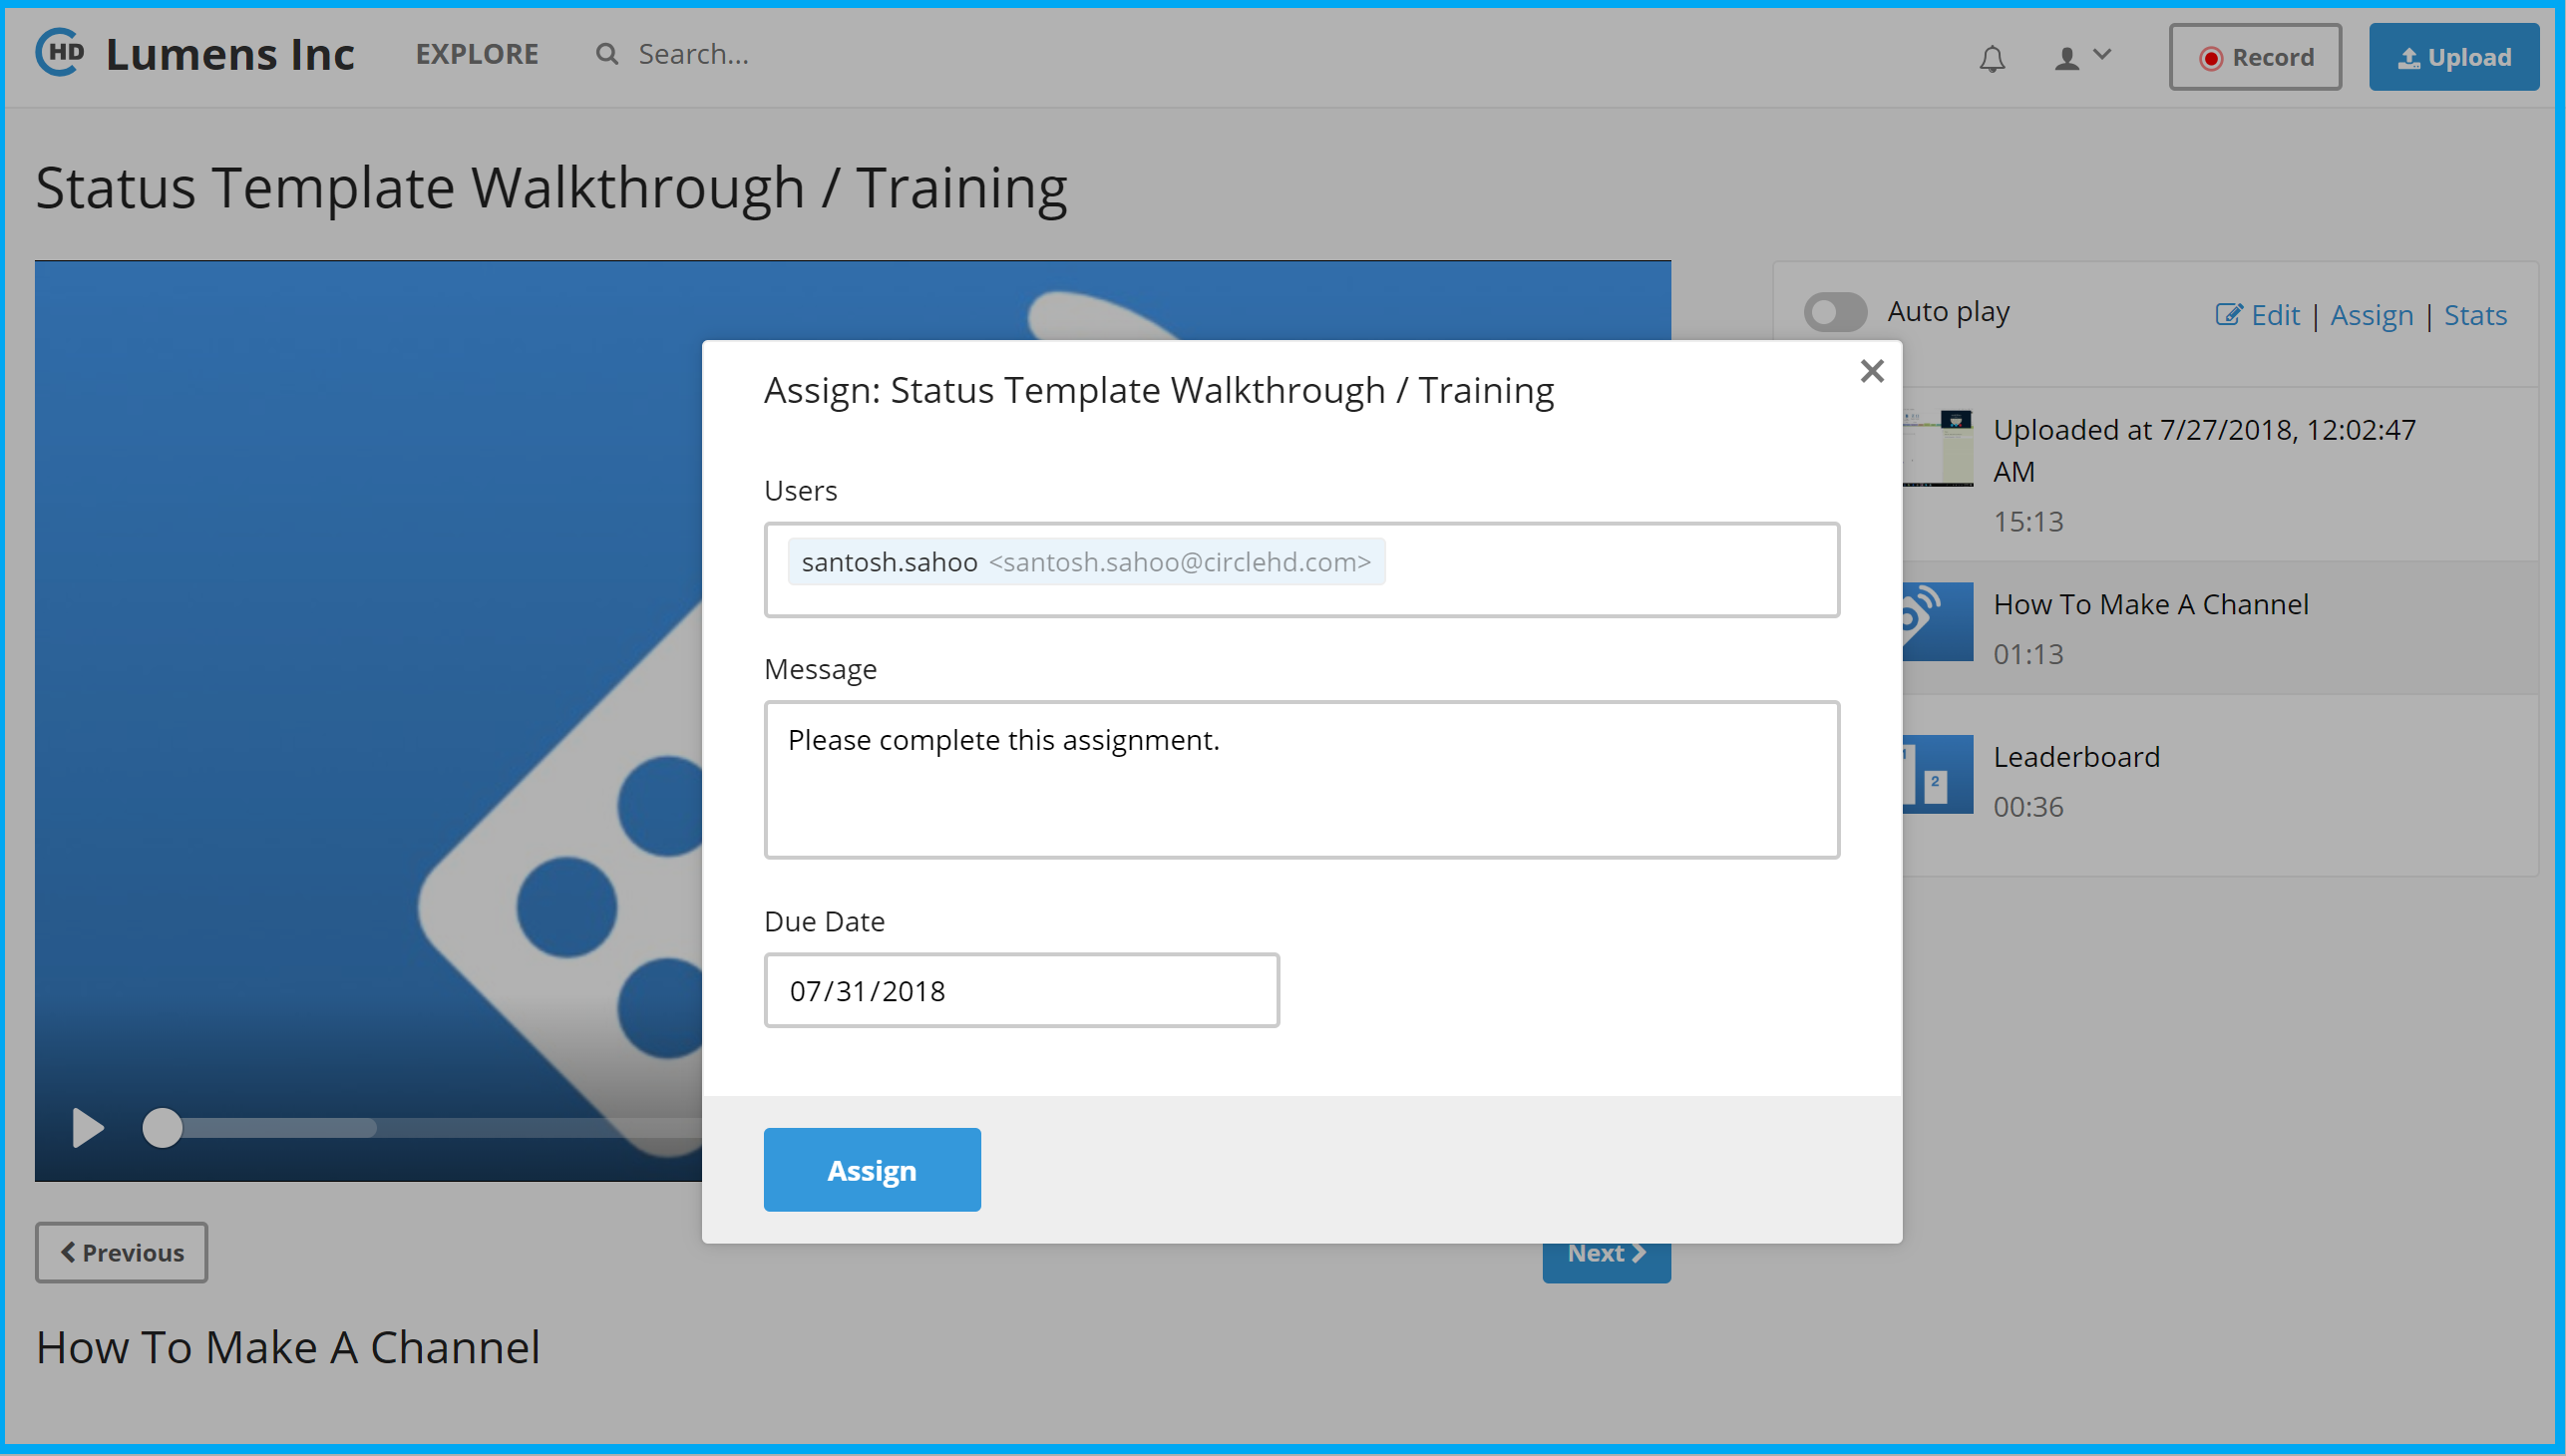 HD Lumens Inc EXPLORE Search... Record Upload
Status Template Walkthrough / Training
Auto play Edit | Assign | Stats
Uploaded at 7/27/2018, 12:02:47
AM
15:13
How To Make A Channel
01:13
1
2
Leaderboard
00:36
Assign: Status Template Walkthrough / Training
Users
santosh.sahoo <santosh.sahoo@circlehd.com>
Message
Please complete this assignment.
Due Date
07/31/2018
Assign
Previous
Next
How To Make A Channel